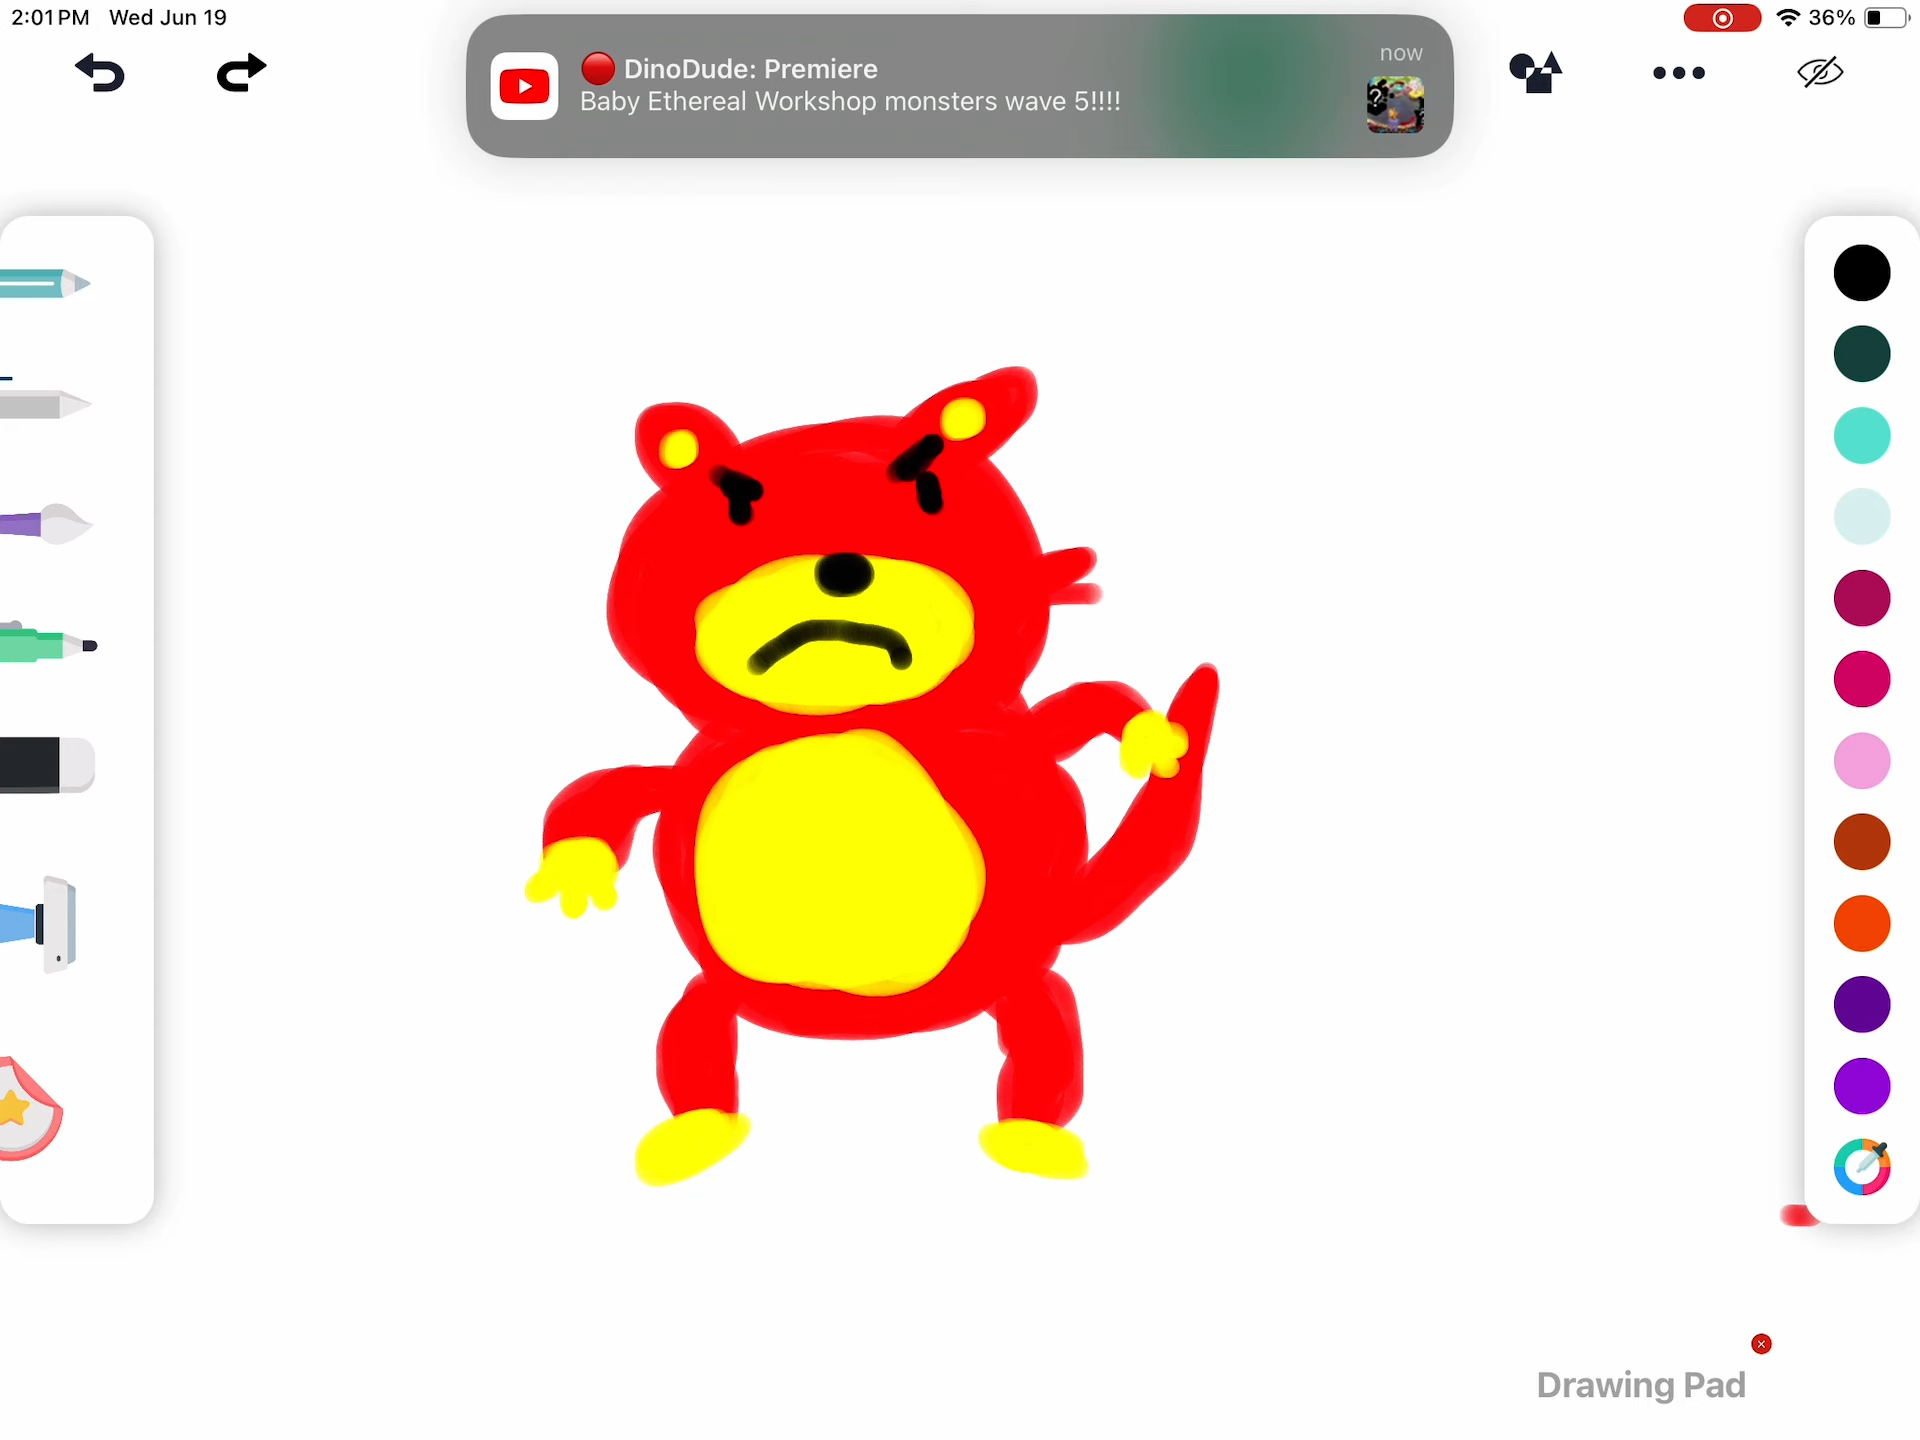 2:01 PM Wed Jun 19
36%
🔴 DinoDude: Premiere
now
Baby Ethereal Workshop monsters wave 5!!!!
Drawing Pad